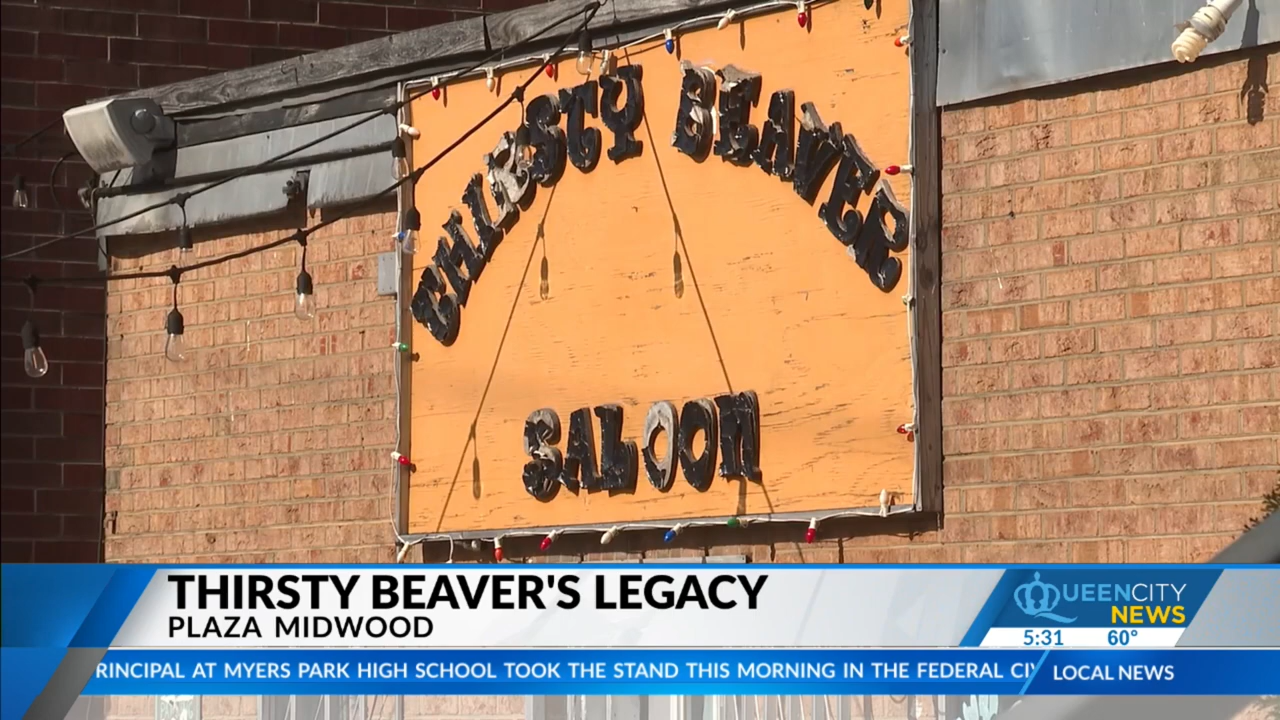 THIRSTY BEAVER
SALOON
THIRSTY BEAVER'S LEGACY
PLAZA MIDWOOD
QUEENCITY
NEWS
5:31 60°
RINCIPAL AT MYERS PARK HIGH SCHOOL TOOK THE STAND THIS MORNING IN THE FEDERAL CI
LOCAL NEWS